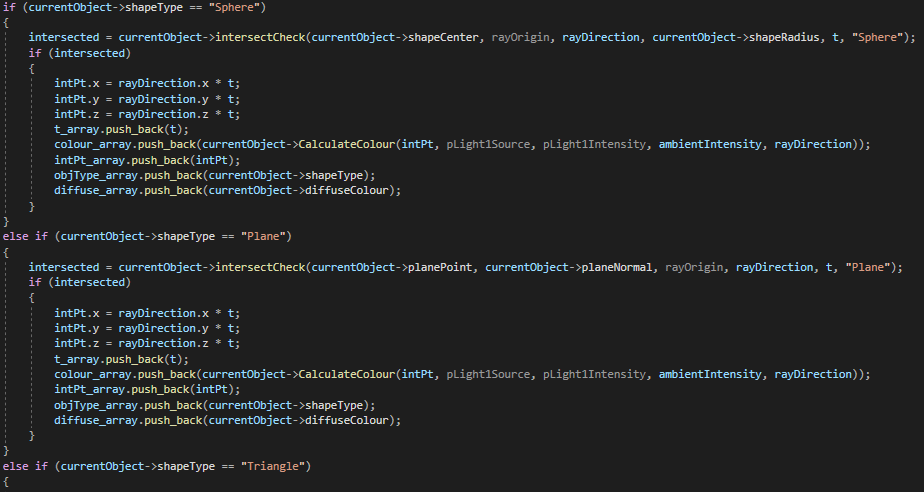 if (currentObject->shapeType == "Sphere")
{
intersected = currentObject->intersectCheck(currentObject->shapeCenter, rayOrigin, rayDirection, currentObject->shapeRadius, t, "Sphere");
if (intersected)
{
intPt.x = rayDirection.x * t;
intPt.y = rayDirection.y * t;
intPt.z = rayDirection.z * t;
t_array.push_back(t);
colour_array.push_back(currentObject->CalculateColour(intPt, pLight1Source, pLight1Intensity, ambientIntensity, rayDirection));
intPt_array.push_back(intPt);
objType_array.push_back(currentObject->shapeType);
diffuse_array.push_back(currentObject->diffuseColour);
}
}
else if (currentObject->shapeType == "Plane")
{
intersected = currentObject->intersectCheck(currentObject->planePoint, currentObject->planeNormal, rayOrigin, rayDirection, t, "Plane");
if (intersected)
{
intPt.x = rayDirection.x * t;
intPt.y = rayDirection.y * t;
intPt.z = rayDirection.z * t;
t_array.push_back(t);
colour_array.push_back(currentObject->CalculateColour(intPt, pLight1Source, pLight1Intensity, ambientIntensity, rayDirection));
intPt_array.push_back(intPt);
objType_array.push_back(currentObject->shapeType);
diffuse_array.push_back(currentObject->diffuseColour);
}
}
else if (currentObject->shapeType == "Triangle")
{